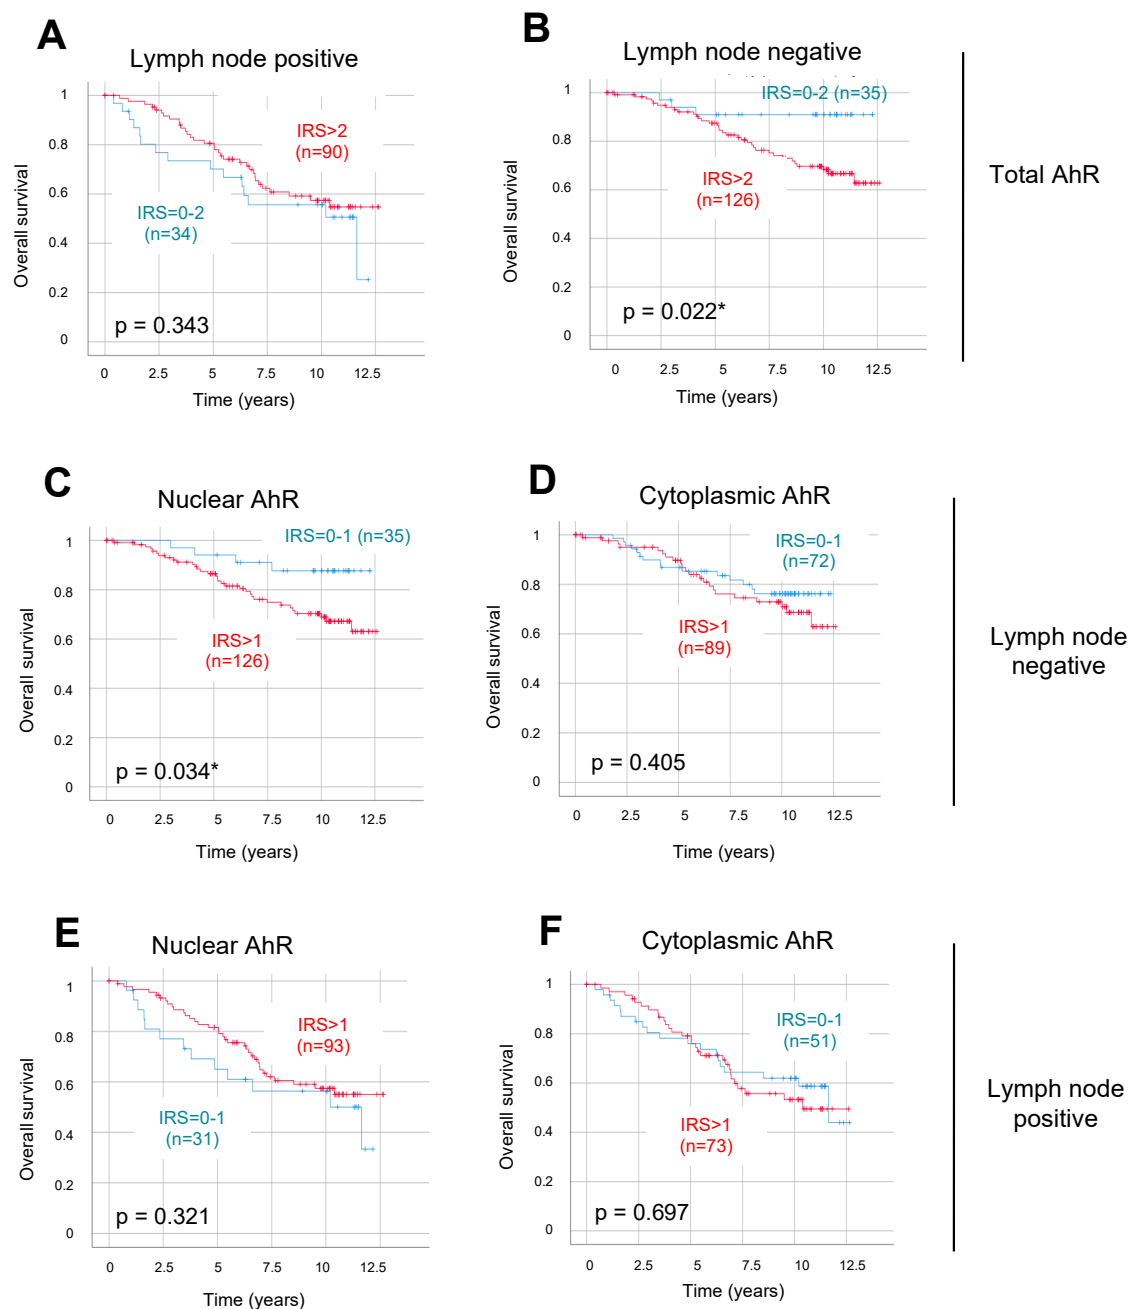 A
Lymph node positive
1
0.8
0.6
0.4
0.2
0
Overall survival
IRS>2
(n=90)
IRS=0-2
(n=34)
p = 0.343
0 2.5 5 7.5 10 12.5
Time (years)
B
Lymph node negative
1
0.8
0.6
0.4
0.2
0
Overall survival
IRS=0-2 (n=35)
IRS>2
(n=126)
p = 0.022*
0 2.5 5 7.5 10 12.5
Time (years)
Total AhR
C
Nuclear AhR
1
0.8
0.6
0.4
0.2
0
Overall survival
IRS=0-1 (n=35)
IRS>1
(n=126)
p = 0.034*
0 2.5 5 7.5 10 12.5
Time (years)
D
Cytoplasmic AhR
1
0.8
0.6
0.4
0.2
0
Overall survival
IRS=0-1
(n=72)
IRS>1
(n=89)
p = 0.405
0 2.5 5 7.5 10 12.5
Time (years)
Lymph node
negative
E
Nuclear AhR
1
0.8
0.6
0.4
0.2
0
Overall survival
IRS>1
(n=93)
IRS=0-1
(n=31)
p = 0.321
0 2.5 5 7.5 10 12.5
Time (years)
F
Cytoplasmic AhR
1
0.8
0.6
0.4
0.2
0
Overall survival
IRS=0-1
(n=51)
IRS>1
(n=73)
p = 0.697
0 2.5 5 7.5 10 12.5
Time (years)
Lymph node
positive